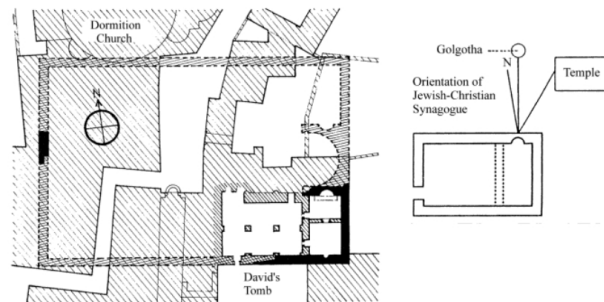 Dormition
Church
N
David's
Tomb
Golgotha
N
Temple
Orientation of
Jewish-Christian
Synagogue